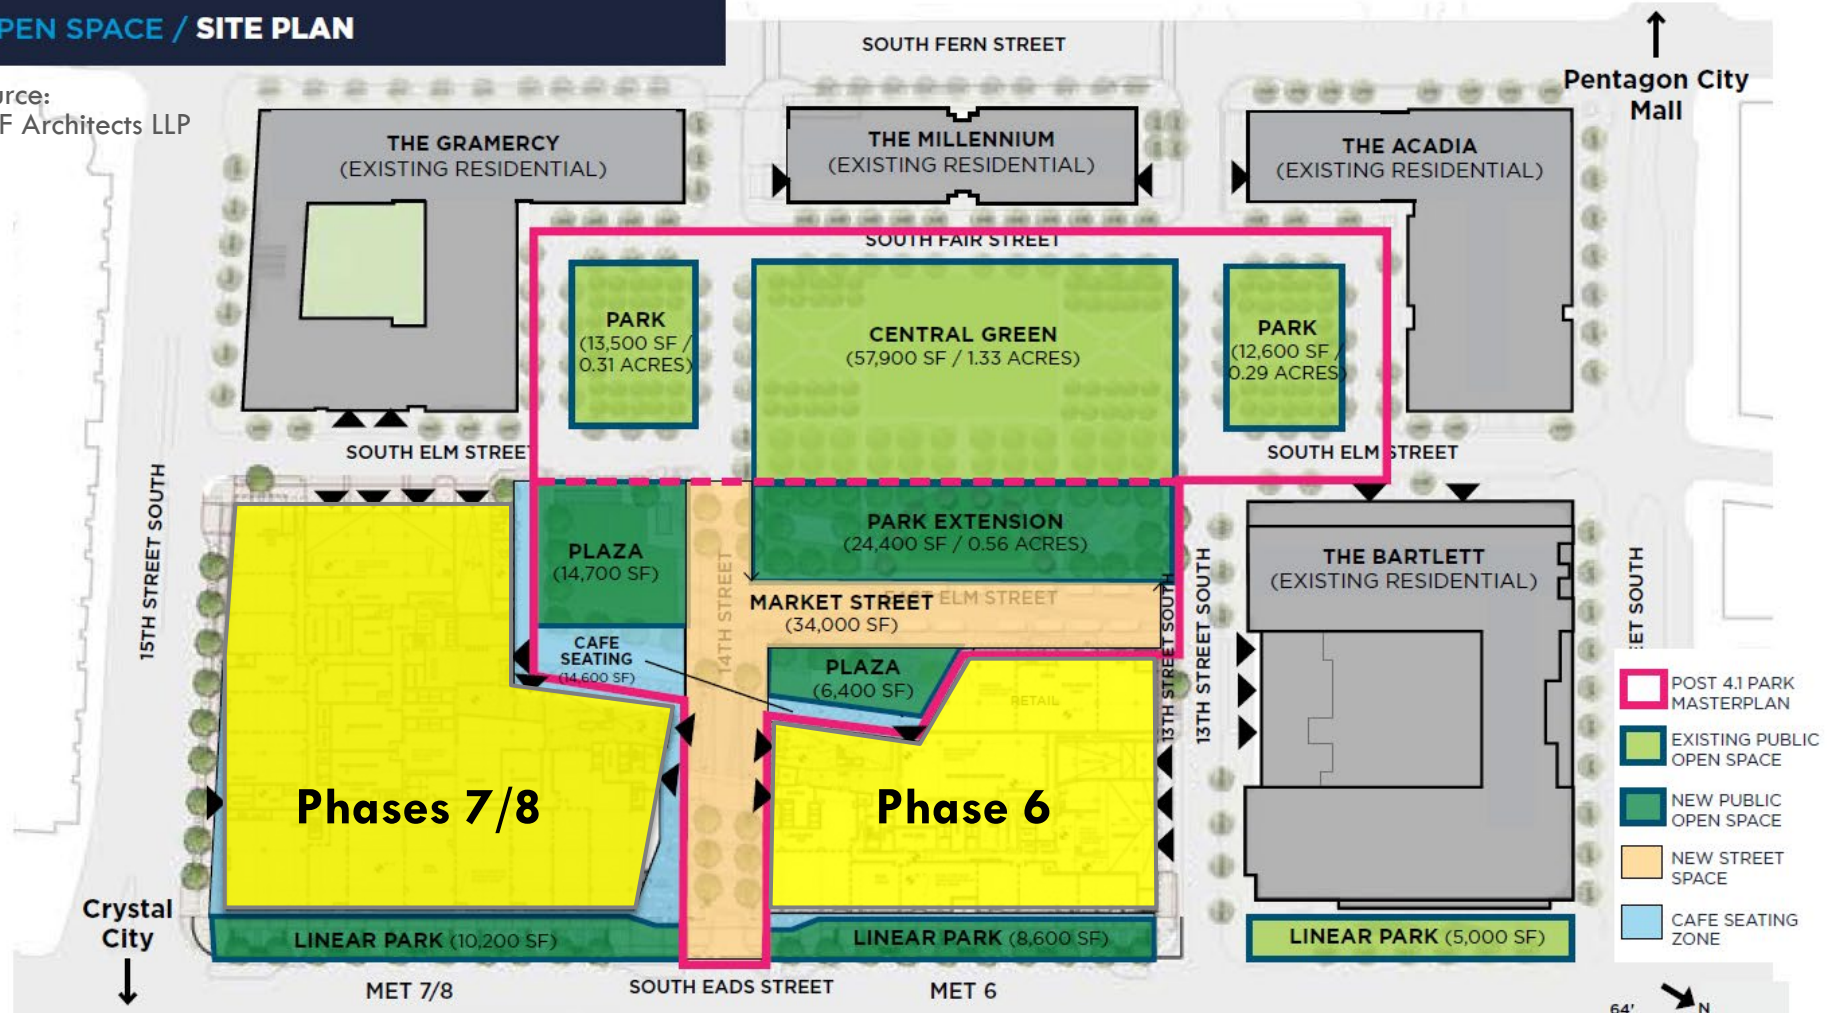 PEN SPACE / SITE PLAN
urce:
F Architects LLP
SOUTH FERN STREET
Pentagon City
Mall
THE GRAMERCY
(EXISTING RESIDENTIAL)
THE MILLENNIUM
(EXISTING RESIDENTIAL)
THE ACADIA
(EXISTING RESIDENTIAL)
SOUTH FAIR STREET
PARK
(13,500 SF /
0.31 ACRES)
CENTRAL GREEN
(57,900 SF / 1.33 ACRES)
PARK
(12,600 SF /
0.29 ACRES)
SOUTH ELM STREET
SOUTH ELM STREET
15TH STREET SOUTH
PLAZA
(14,700 SF)
14TH STREET
PARK EXTENSION
(24,400 SF / 0.56 ACRES)
EAST ELM STREET
MARKET STREET
(34,000 SF)
13TH STREET SOUTH
13TH STREET SOUTH
THE BARTLETT
(EXISTING RESIDENTIAL)
EET SOUTH
CAFE
SEATING
(14,600 SF)
PLAZA
(6,400 SF)
RETAIL
Phases 7/8
Phase 6
POST 4.1 PARK
MASTERPLAN
EXISTING PUBLIC
OPEN SPACE
NEW PUBLIC
OPEN SPACE
NEW STREET
SPACE
CAFE SEATING
ZONE
Crystal
City
LINEAR PARK (10,200 SF)
LINEAR PARK (8,600 SF)
LINEAR PARK (5,000 SF)
MET 7/8
SOUTH EADS STREET
MET 6
64'
N